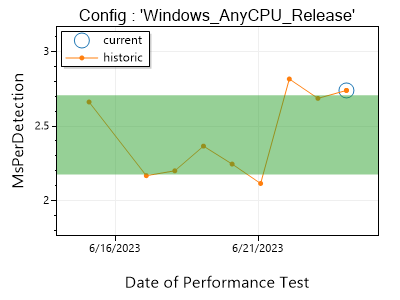 Config : 'Windows_AnyCPU_Release'
current
historic
MsPerDetection
3
2.5
2
6/16/2023
6/21/2023
Date of Performance Test